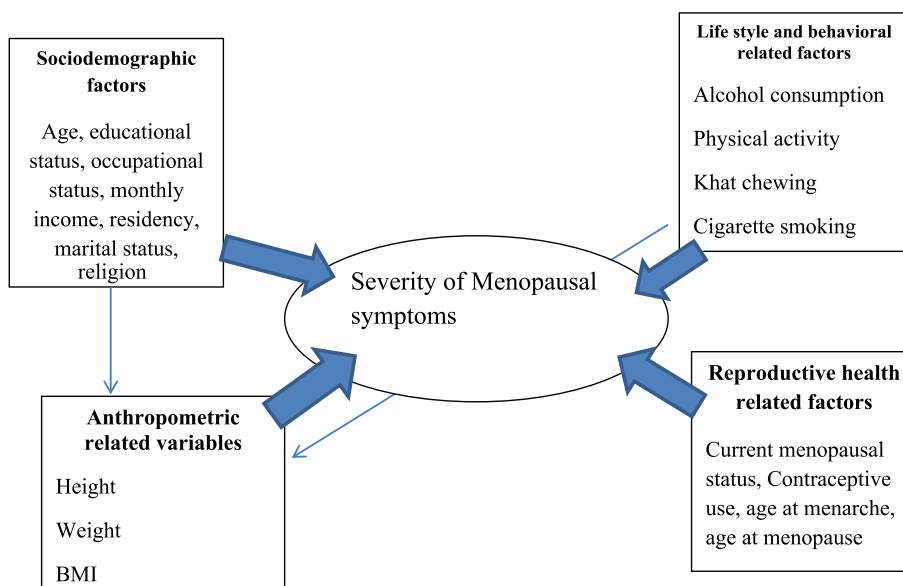 Sociodemographic
factors
Age, educational
status, occupational
status, monthly
income, residency,
marital status,
religion
Life style and behavioral
related factors
Alcohol consumption
Physical activity
Khat chewing
Cigarette smoking
Severity of Menopausal
symptoms
Anthropometric
related variables
Height
Weight
BMI
Reproductive health
related factors
Current menopausal
status, Contraceptive
use, age at menarche,
age at menopause